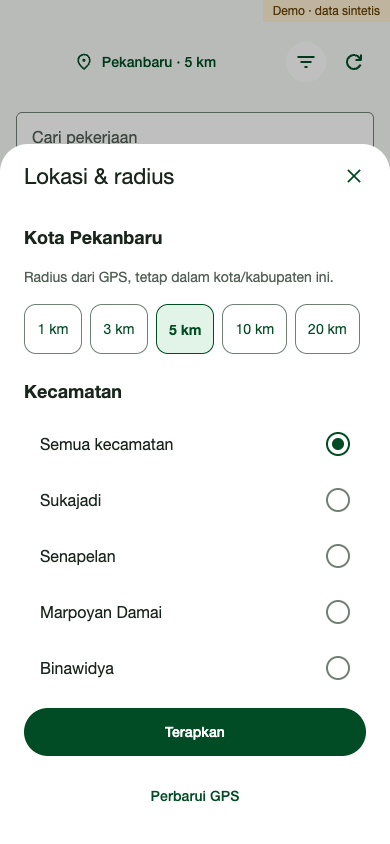 Demo · data sintetis
Pekanbaru · 5 km
Cari pekerjaan
Lokasi & radius
Kota Pekanbaru
Radius dari GPS, tetap dalam kota/kabupaten ini.
1 km 3 km 5 km 10 km 20 km
Kecamatan
Semua kecamatan
Sukajadi
Senapelan
Marpoyan Damai
Binawidya
Terapkan
Perbarui GPS